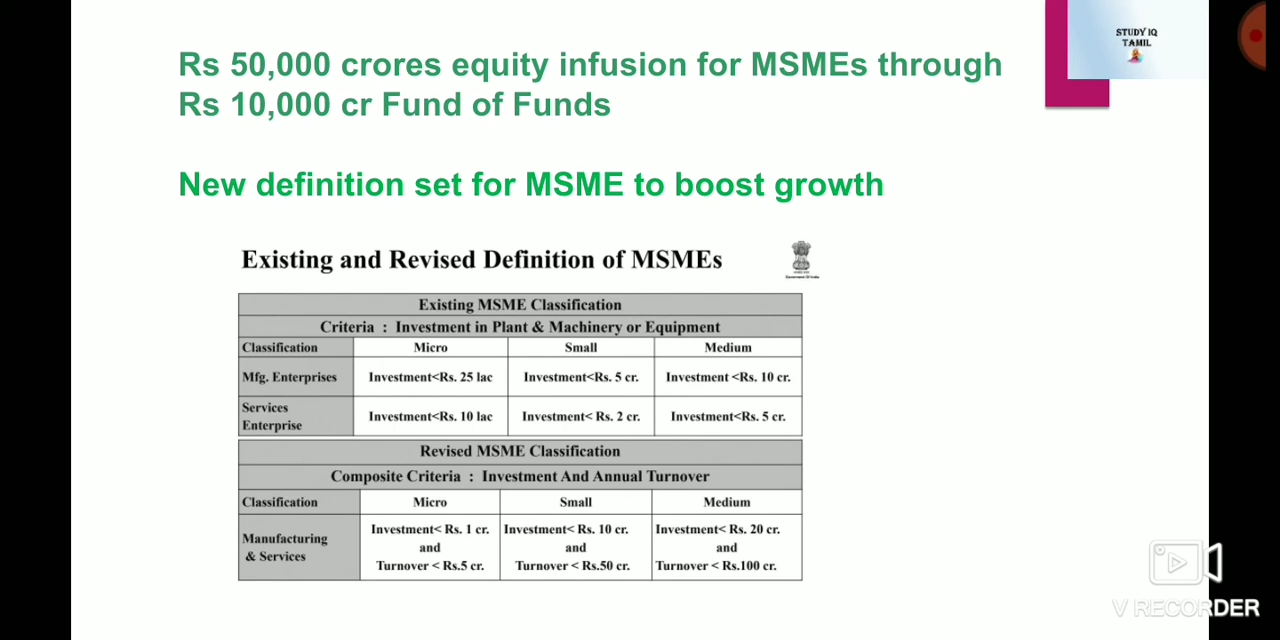 Rs 50,000 crores equity infusion for MSMEs through
Rs 10,000 cr Fund of Funds
STUDY IQ
TAMIL
New definition set for MSME to boost growth
Existing and Revised Definition of MSMEs
Government Of India
Existing MSME Classification
Criteria : Investment in Plant & Machinery or Equipment
Classification Micro Small Medium
Mfg. Enterprises Investment<Rs. 25 lac Investment<Rs. 5 cr. Investment <Rs. 10 cr.
Services
Enterprise Investment<Rs. 10 lac Investment< Rs. 2 cr. Investment<Rs. 5 cr.
Revised MSME Classification
Composite Criteria : Investment And Annual Turnover
Classification Micro Small Medium
Manufacturing
& Services
Investment< Rs. 1 cr. Investment< Rs. 10 cr. Investment< Rs. 20 cr.
and and and
Turnover < Rs.5 cr. Turnover < Rs.50 cr. Turnover < Rs.100 cr.
V RECORDER